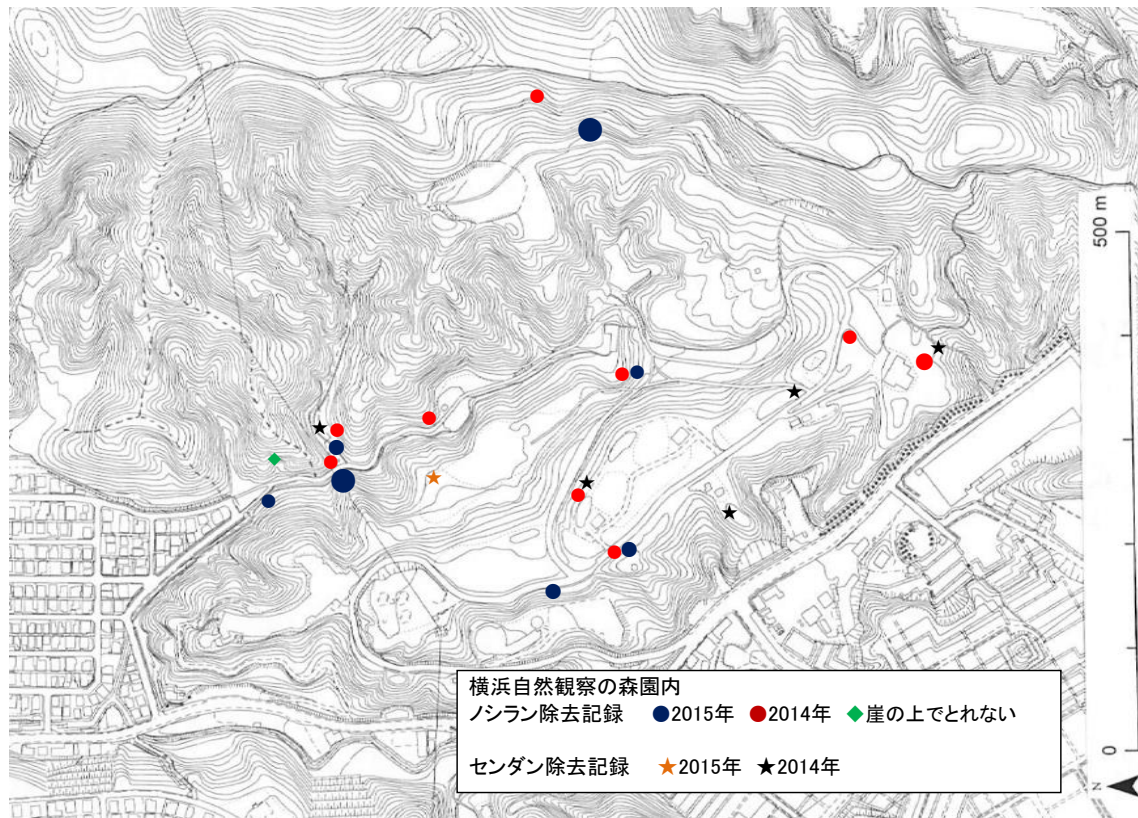 500 m
0
N
横浜自然観察の森園内
ノシラン除去記録 ●2015年 ●2014年 ◆崖の上でとれない
センダン除去記録 ★2015年 ★2014年